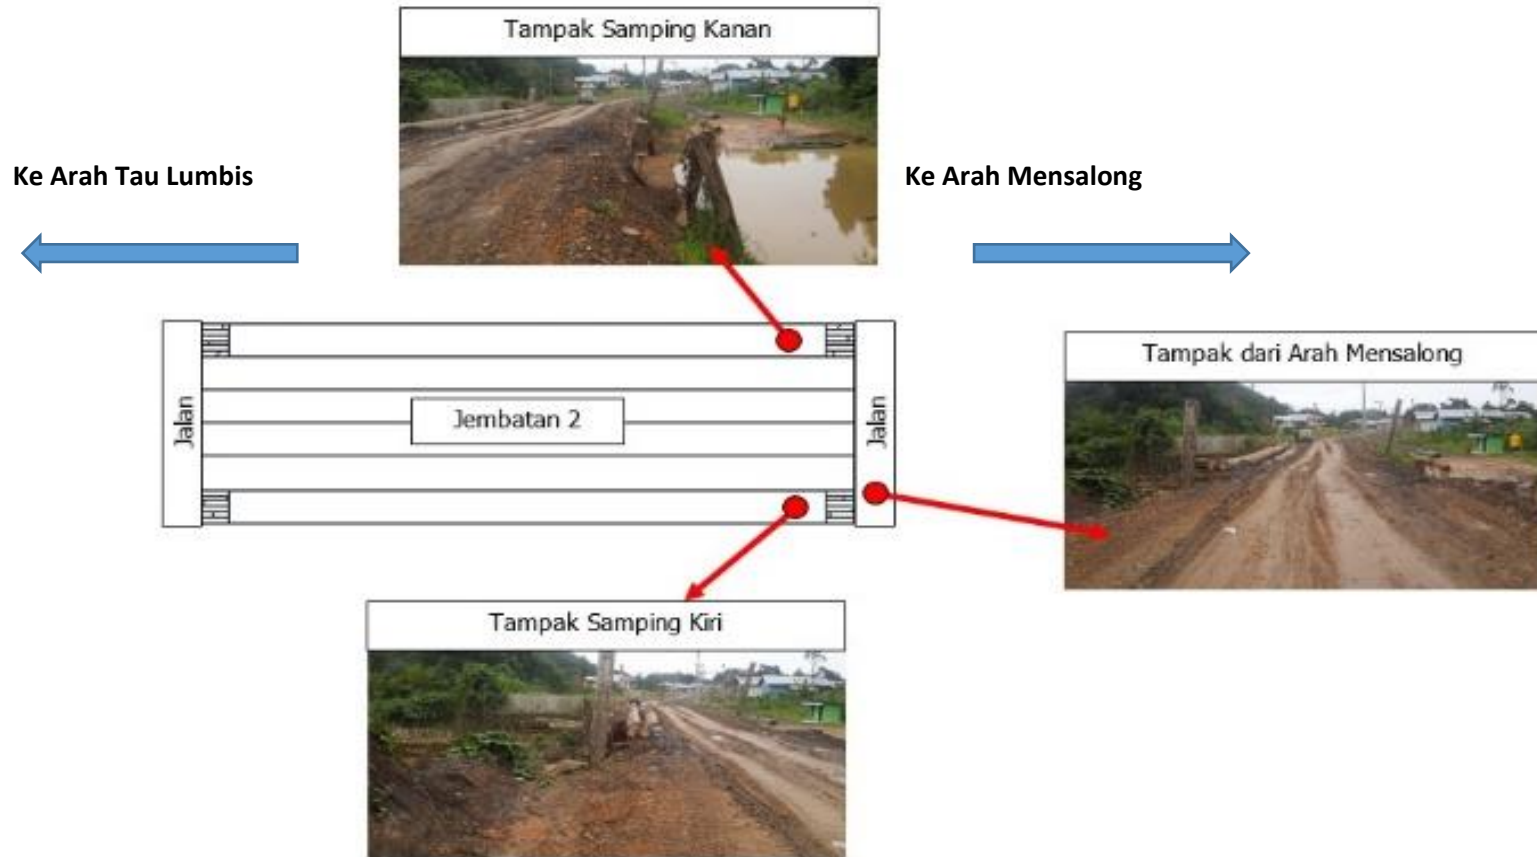 Tampak Samping Kanan
Ke Arah Tau Lumbis
Ke Arah Mensalong
Jalan
Jembatan 2
Jalan
Tampak dari Arah Mensalong
Tampak Samping Kiri